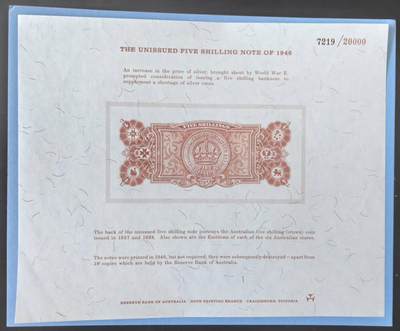 THE UNISSUED FIVE SHILLING NOTE OF 1946
7219 / 20000
An increase in the price of silver, brought about by World War II
prompted consideration of issuing a five shilling banknote to
supplement a shortage of silver coins.
FIVE SHILLINGS
The back of the unissued five shilling note portrays the Australian five shilling (crown) coin
issued in 1937 and 1938. Also shown are the Emblems of each of the six Australian states.
The notes were printed in 1946, but not required; they were subsequently destroyed – apart from
18 copies which are held by the Reserve Bank of Australia.
RESERVE BANK OF AUSTRALIA NOTE PRINTING BRANCH CRAIGIEBURN, VICTORIA